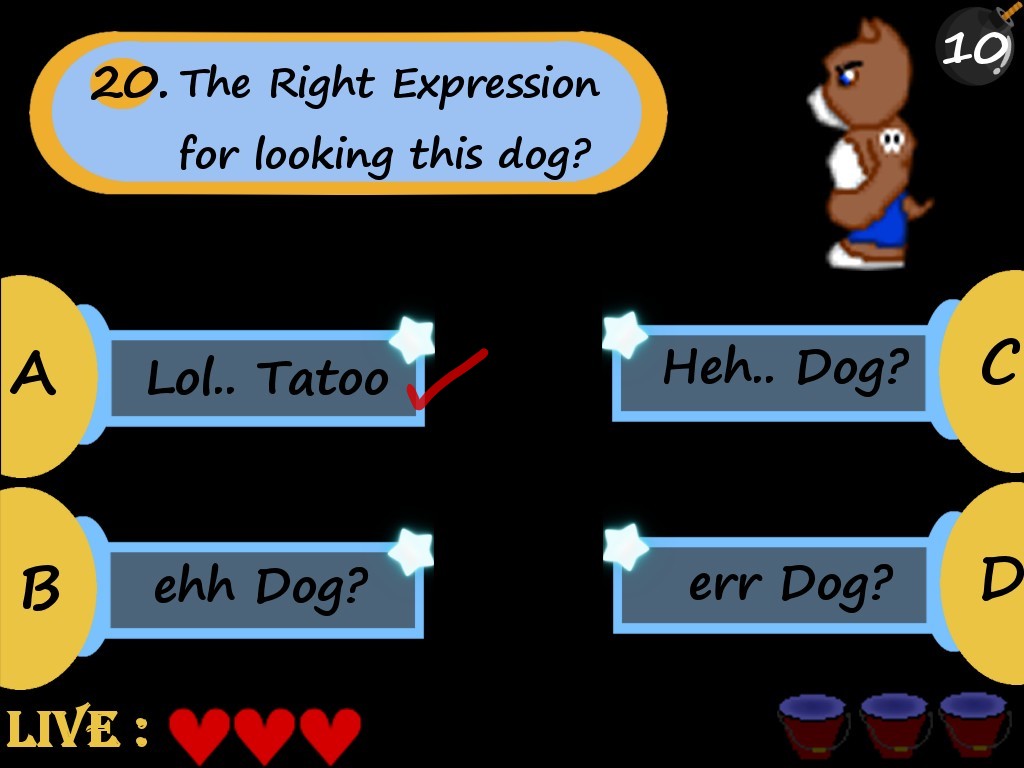 20. The Right Expression
for looking this dog?
10
A
Lol.. Tatoo
C
Heh.. Dog?
B
ehh Dog?
D
err Dog?
LIVE :